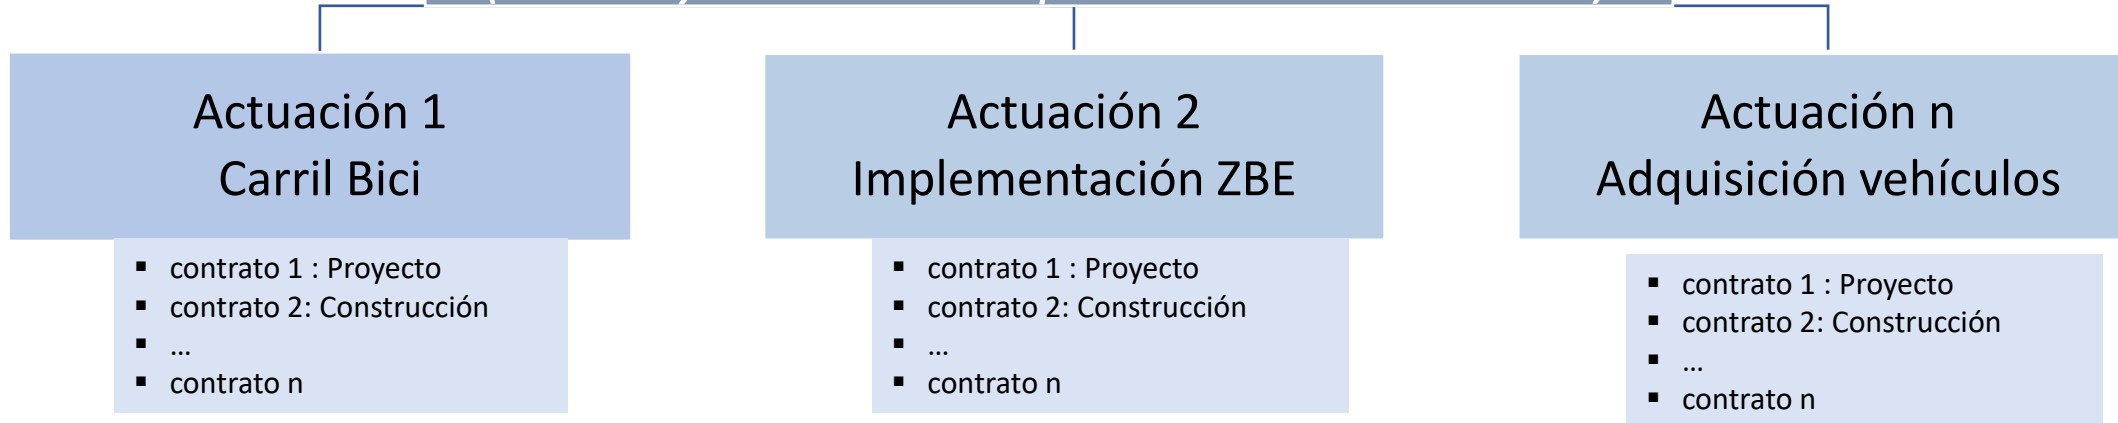 Actuación 1
Carril Bici
▪ contrato 1 : Proyecto
▪ contrato 2: Construcción
▪ ...
▪ contrato n
Actuación 2
Implementación ZBE
▪ contrato 1 : Proyecto
▪ contrato 2: Construcción
▪ ...
▪ contrato n
Actuación n
Adquisición vehículos
▪ contrato 1 : Proyecto
▪ contrato 2: Construcción
▪ ...
▪ contrato n